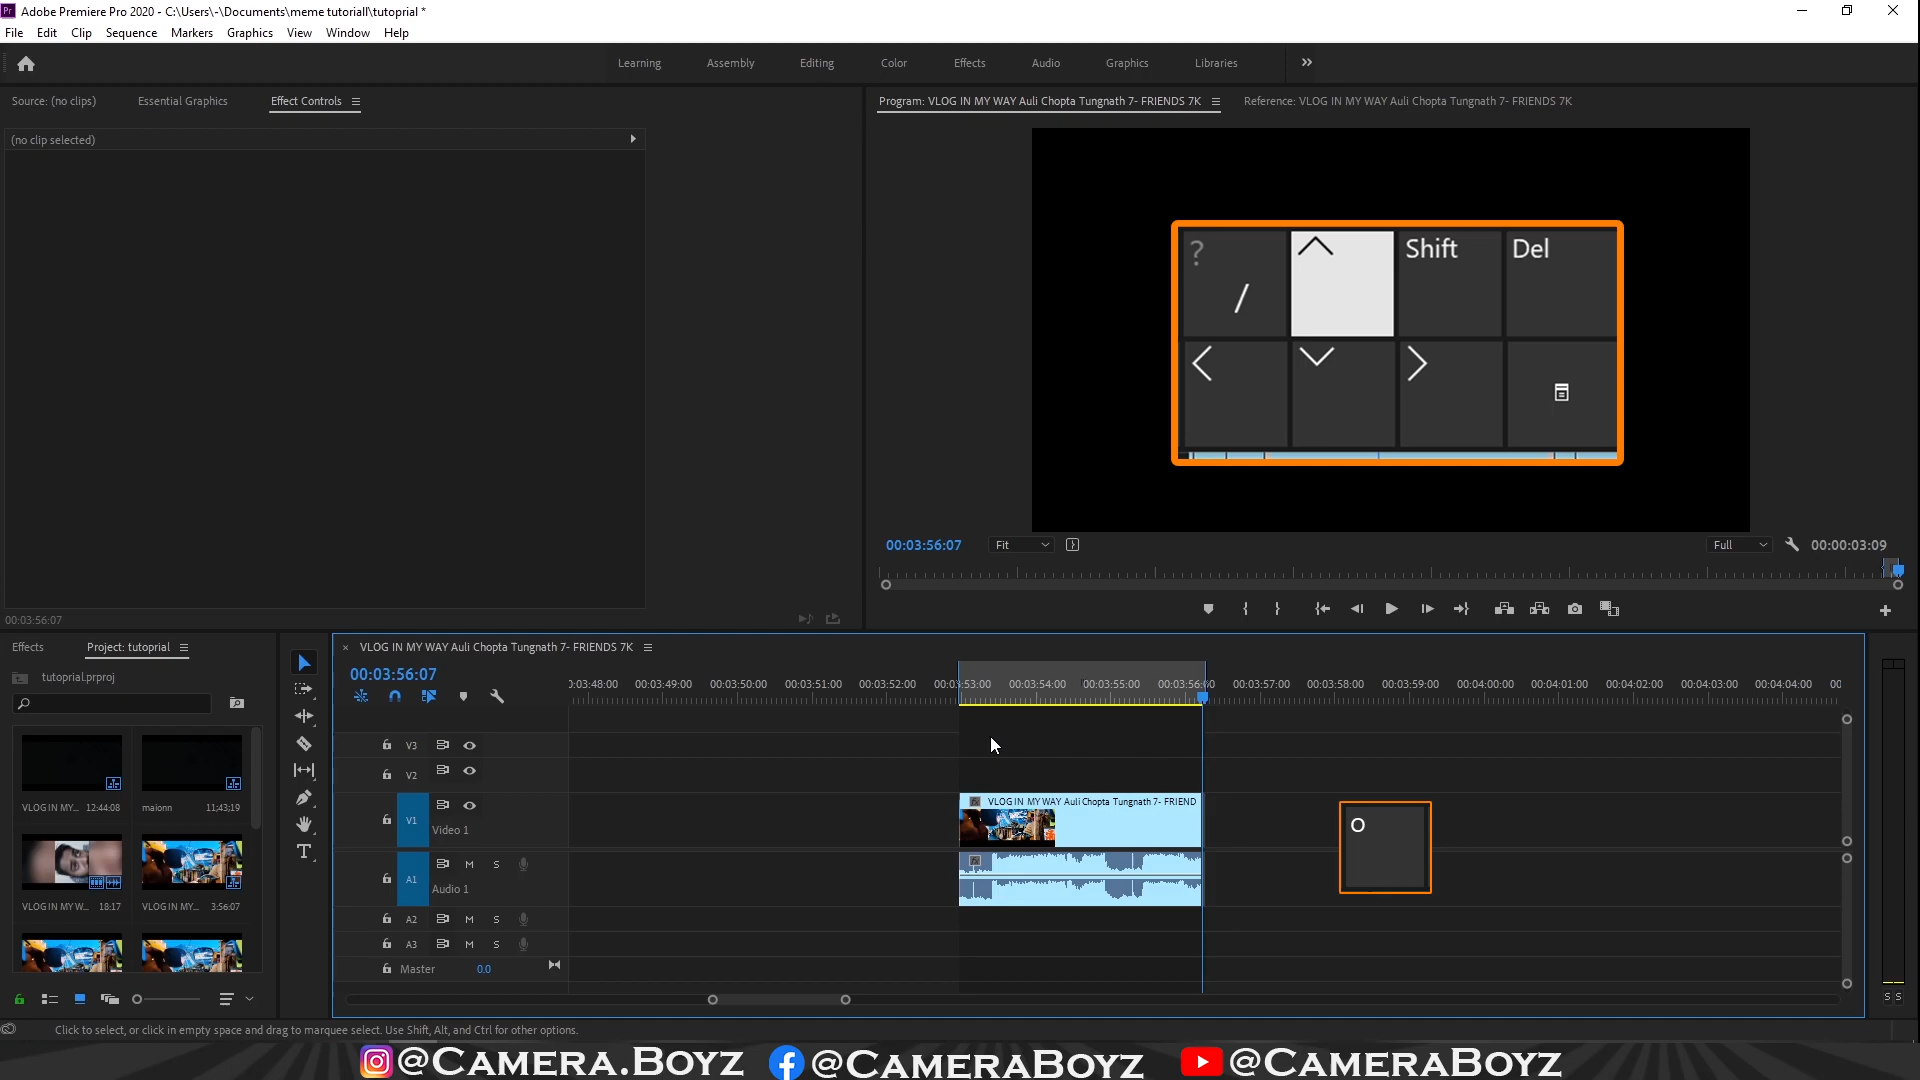 Pr Adobe Premiere Pro 2020 - C:\Users\-\Documents\meme tutoriall\tutoprial *
File Edit Clip Sequence Markers Graphics View Window Help
Learning Assembly Editing Color Effects Audio Graphics Libraries
Source: (no clips) Essential Graphics Effect Controls
Program: VLOG IN MY WAY Auli Chopta Tungnath 7- FRIENDS 7K Reference: VLOG IN MY WAY Auli Chopta Tungnath 7- FRIENDS 7K
(no clip selected)
? / Shift Del
00:03:56:07 Fit Full 00:00:03:09
00:03:56:07
Effects Project: tutoprial
tutoprial.prproj
VLOG IN MY... 12:44:08 maionn 11;43;19
VLOG IN MY W... 18:17 VLOG IN MY... 3:56:07
× VLOG IN MY WAY Auli Chopta Tungnath 7- FRIENDS 7K
00:03:56:07
:03:48:00 00:03:49:00 00:03:50:00 00:03:51:00 00:03:52:00 00:03:53:00 00:03:54:00 00:03:55:00 00:03:56:00 00:03:57:00 00:03:58:00 00:03:59:00 00:04:00:00 00:04:01:00 00:04:02:00 00:04:03:00 00:04:04:00 00
V3
V2
V1 Video 1
VLOG IN MY WAY Auli Chopta Tungnath 7- FRIEND
fx
O
A1 M S Audio 1
fx
A2 M S
A3 M S
Master 0.0
S S
Click to select, or click in empty space and drag to marquee select. Use Shift, Alt, and Ctrl for other options.
@CAMERA.BOYZ @CAMERABOYZ @CAMERABOYZ